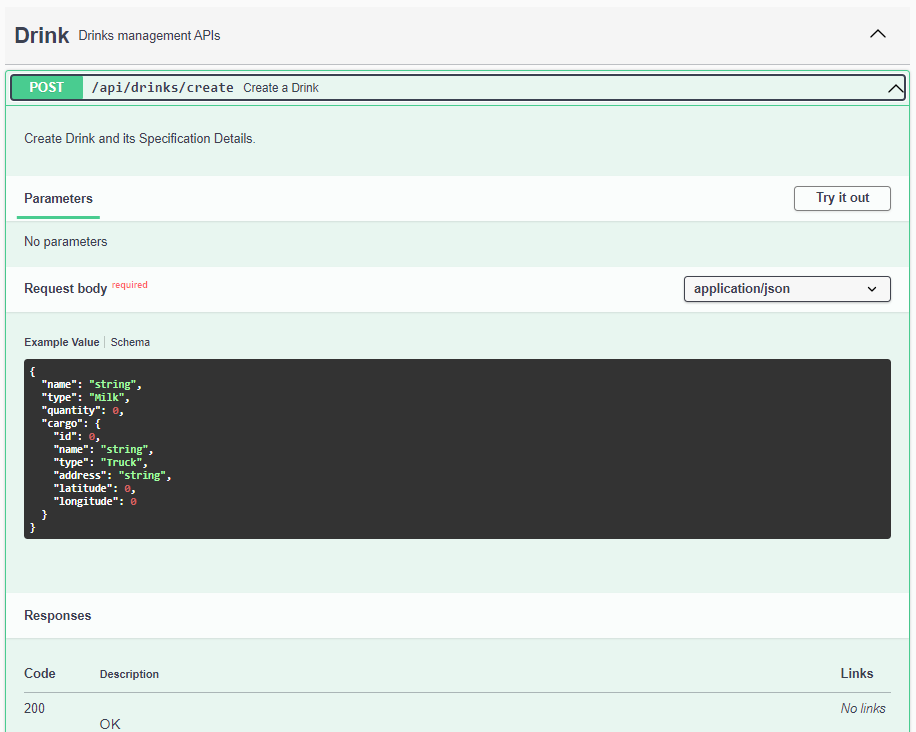 Drink Drinks management APIs
POST /api/drinks/create Create a Drink
Create Drink and its Specification Details.
Parameters Try it out
No parameters
Request body required application/json
Example Value Schema
{
  "name": "string",
  "type": "Milk",
  "quantity": 0,
  "cargo": {
    "id": 0,
    "name": "string",
    "type": "Truck",
    "address": "string",
    "latitude": 0,
    "longitude": 0
  }
}
Responses
Code Description Links
200 No links
OK